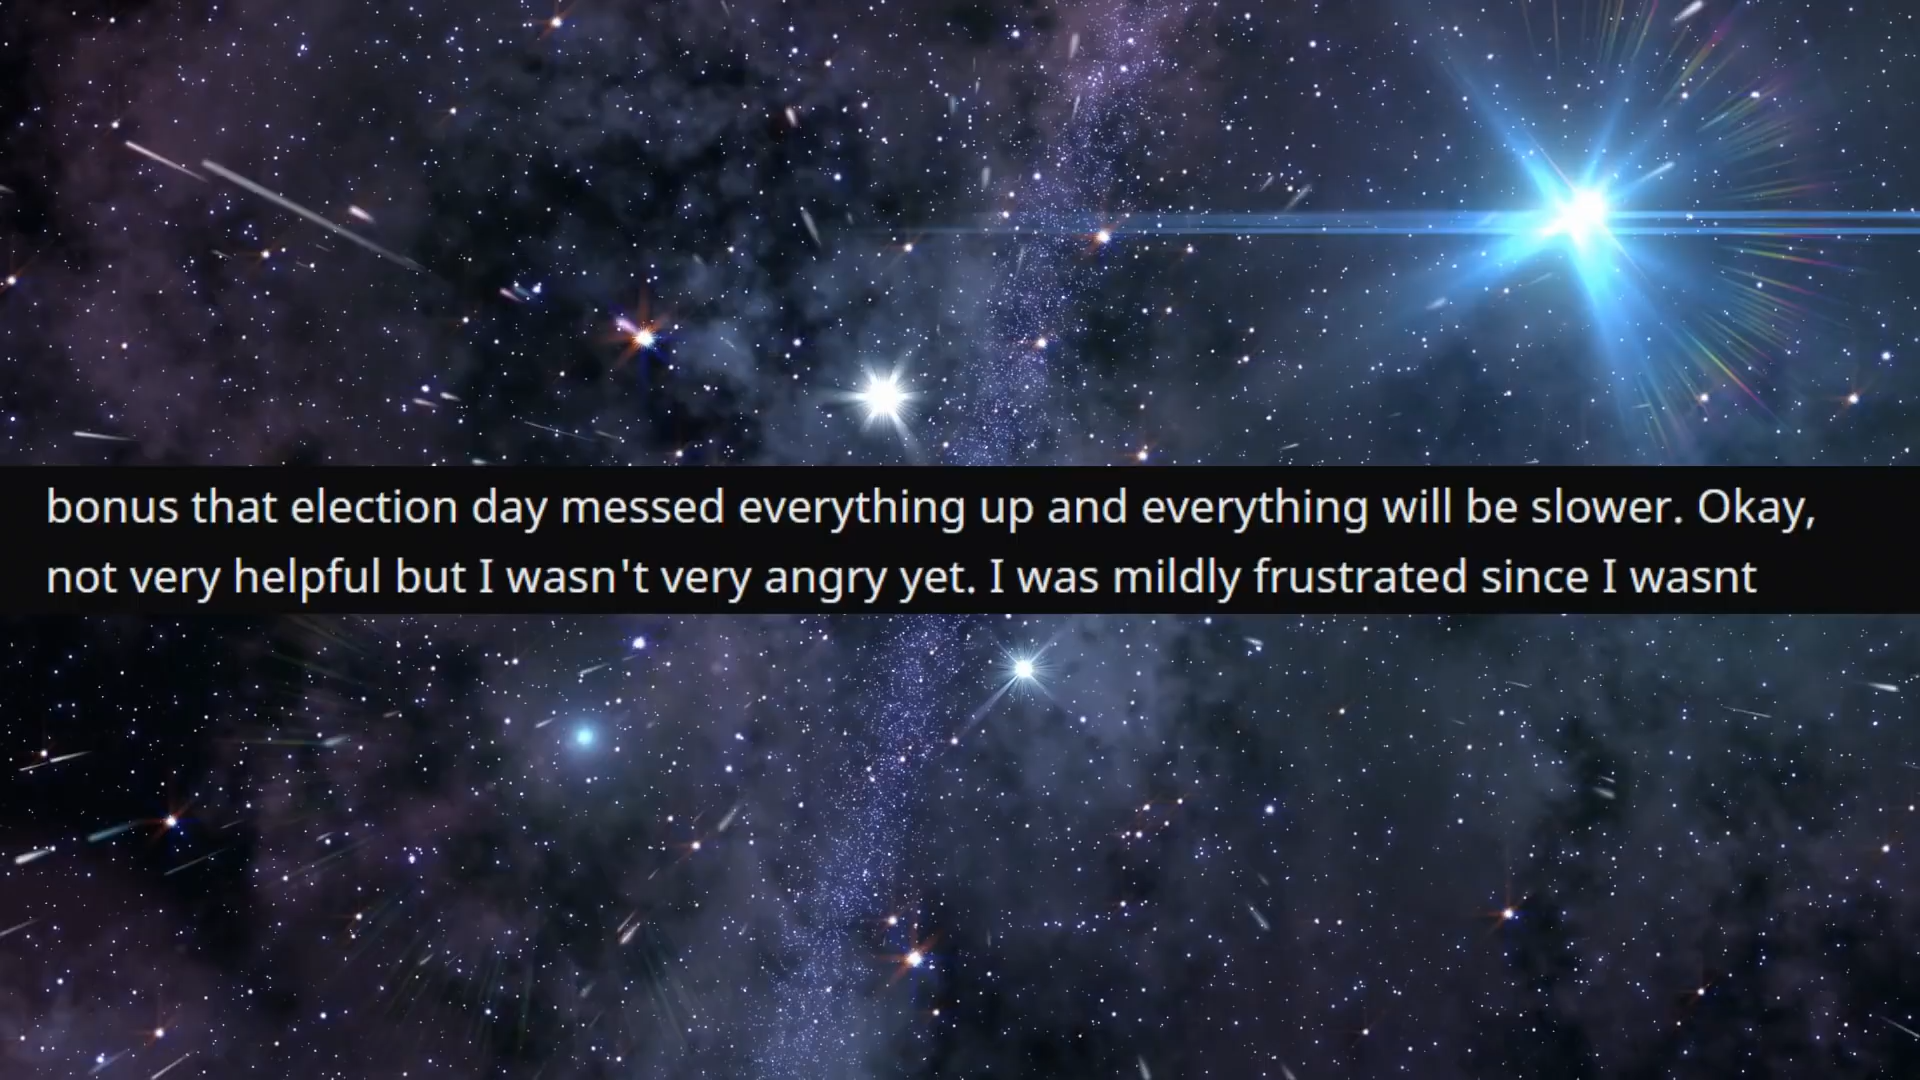 bonus that election day messed everything up and everything will be slower. Okay,
not very helpful but I wasn't very angry yet. I was mildly frustrated since I wasnt